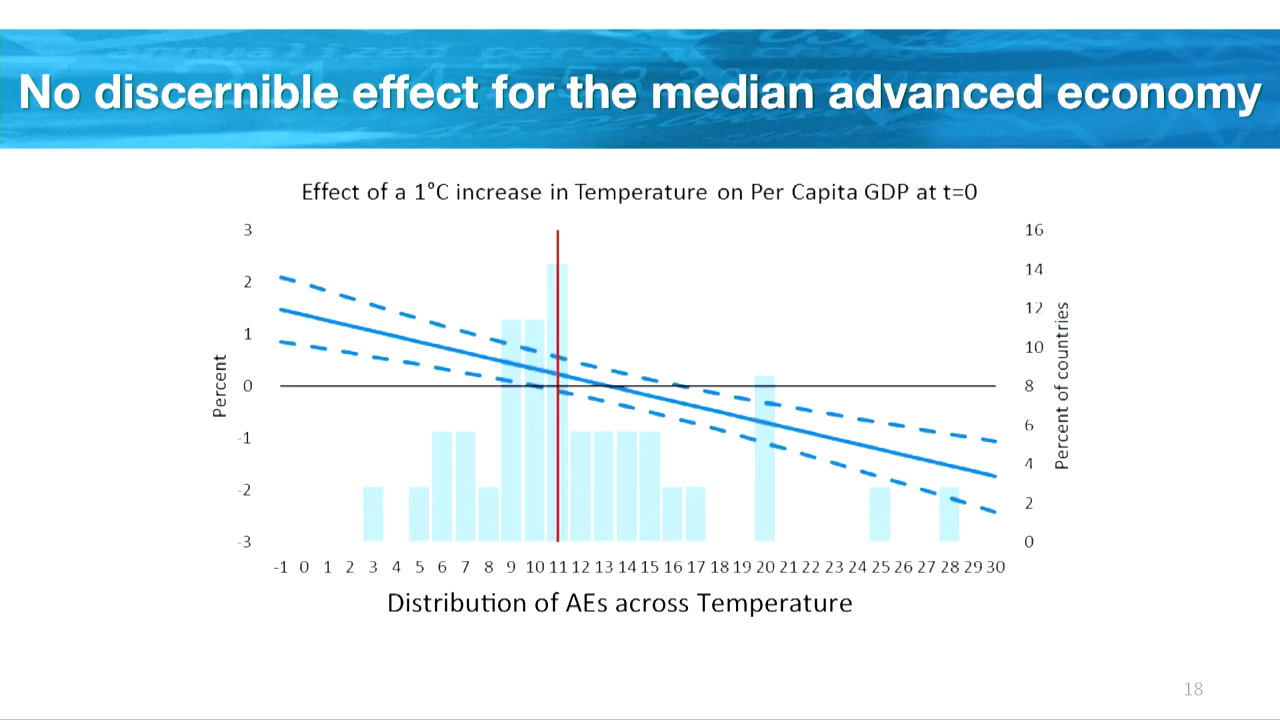 No discernible effect for the median advanced economy
Effect of a 1°C increase in Temperature on Per Capita GDP at t=0
3
2
1
0
-1
-2
-3
Percent
16
14
12
10
8
6
4
2
0
Percent of countries
-1 0 1 2 3 4 5 6 7 8 9 10 11 12 13 14 15 16 17 18 19 20 21 22 23 24 25 26 27 28 29 30
Distribution of AEs across Temperature
18